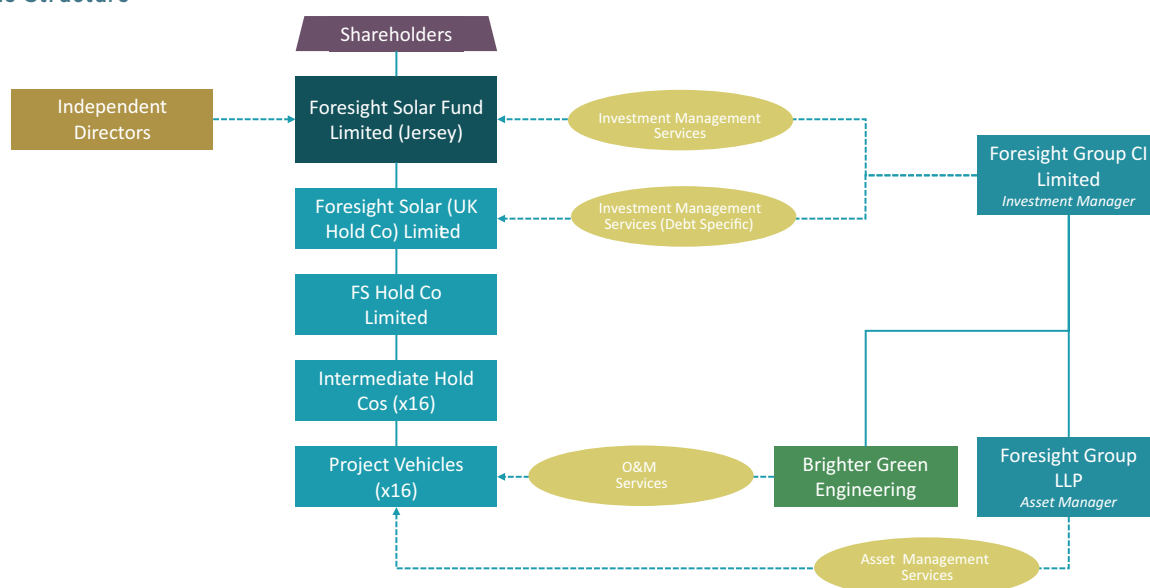 Structure
Shareholders
Independent
Directors
Foresight Solar Fund
Limited (Jersey)
Investment Management
Services
Foresight Group CI
Limited
Investment Manager
Foresight Solar (UK
Hold Co) Limited
Investment Management
Services (Debt Specific)
FS Hold Co
Limited
Intermediate Hold
Cos (x16)
Project Vehicles
(x16)
O&M
Services
Brighter Green
Engineering
Foresight Group
LLP
Asset Manager
Asset Management
Services